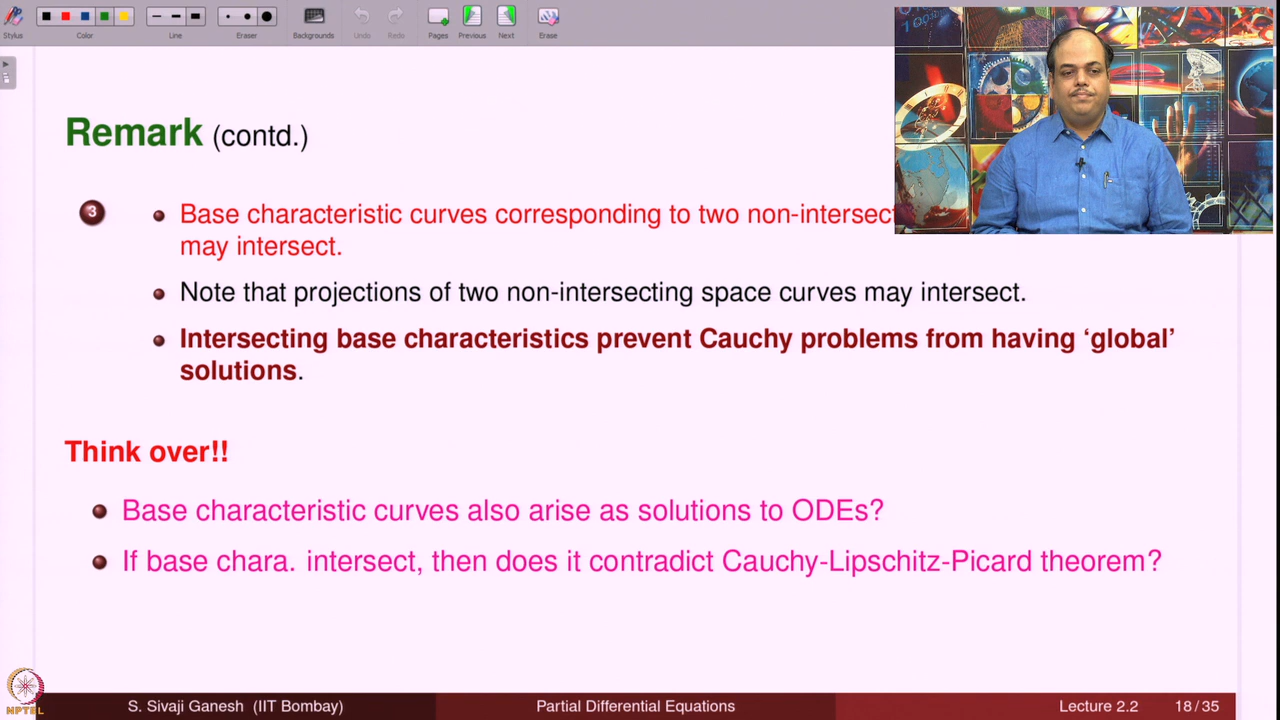 Stylus
Color
Line
Eraser
Backgrounds
Undo
Redo
Pages
Previous
Next
Erase
Remark (contd.)
3
Base characteristic curves corresponding to two
may intersect.
Note that projections of two non-intersecting space curves may intersect.
Intersecting base characteristics prevent Cauchy problems from having ‘global’
solutions.
Think over!!
Base characteristic curves also arise as solutions to ODEs?
If base chara. intersect, then does it contradict Cauchy-Lipschitz-Picard theorem?
NPTEL
S. Sivaji Ganesh (IIT Bombay)
Partial Differential Equations
Lecture 2.2
18/35